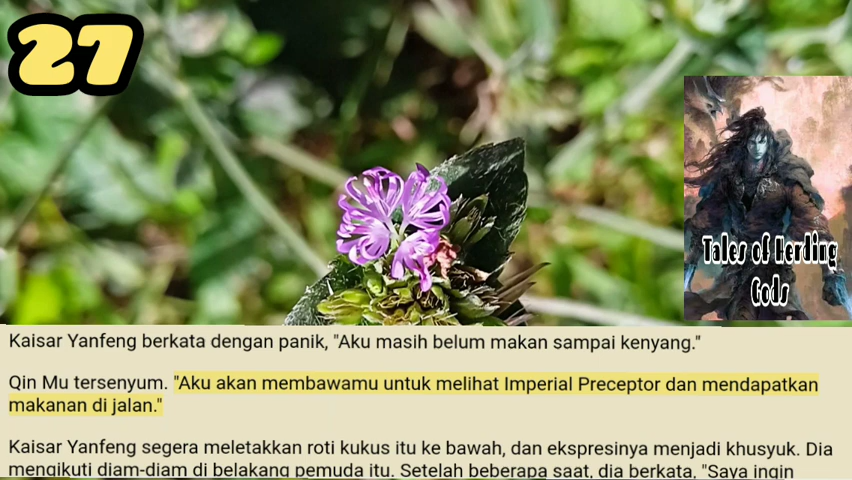 27
Tales of Herding
Gods
Kaisar Yanfeng berkata dengan panik, "Aku masih belum makan sampai kenyang."
Qin Mu tersenyum. "Aku akan membawamu untuk melihat Imperial Preceptor dan mendapatkan
makanan di jalan."
Kaisar Yanfeng segera meletakkan roti kukus itu ke bawah, dan ekspresinya menjadi khusyuk. Dia
mengikuti diam-diam di belakang pemuda itu. Setelah beberapa saat, dia berkata, "Saya ingin